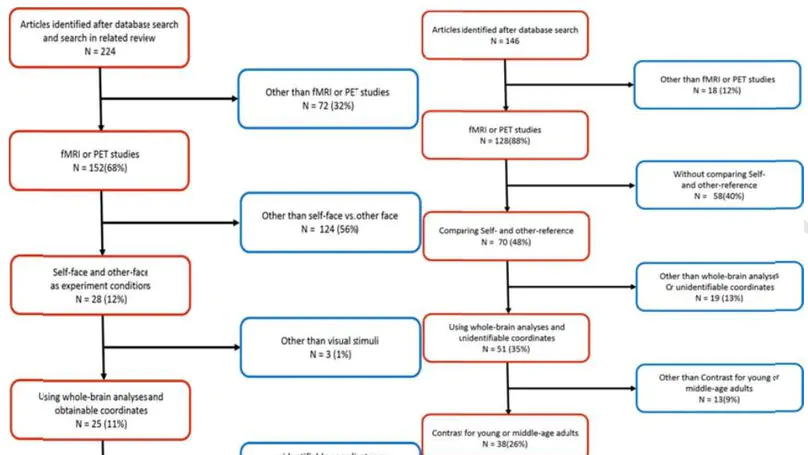 Articles identified after database search
and search in related review
N = 224
Other than fMRI or PET studies
N = 72 (32%)
fMRI or PET studies
N = 152(68%)
Other than self-face vs. other face
N = 124 (56%)
Self-face and other-face
as experiment conditions
N = 28 (12%)
Other than visual stimuli
N = 3 (1%)
Using whole-brain analyses and
obtainable coordinates
N = 25 (11%)
Articles identified after database search
N = 146
Other than fMRI or PET studies
N = 18 (12%)
fMRI or PET studies
N = 128(88%)
Without comparing Self-
and other-reference
N = 58(40%)
Comparing Self- and other-reference
N = 70 (48%)
Other than whole-brain analyses
Or unidentifiable coordinates
N = 19 (13%)
Using whole-brain analyses and
unidentifiable coordinates
N = 51 (35%)
Other than Contrast for young or
middle-age adults
N = 13(9%)
Contrast for young or middle-age adults
N = 38(26%)